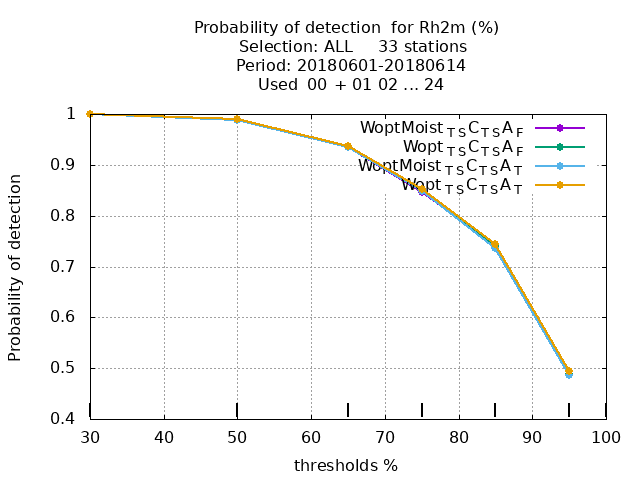 Probability of detection  for Rh2m (%)
Selection: ALL     33 stations
Period: 20180601-20180614
Used  00 + 01 02 ... 24
Probability of detection
1
0.9
0.8
0.7
0.6
0.5
0.4
WoptMoist TS C TS A F
Wopt TS C TS A F
WoptMoist TS C TS A T
Wopt TS C TS A T
30 40 50 60 70 80 90 100
thresholds %